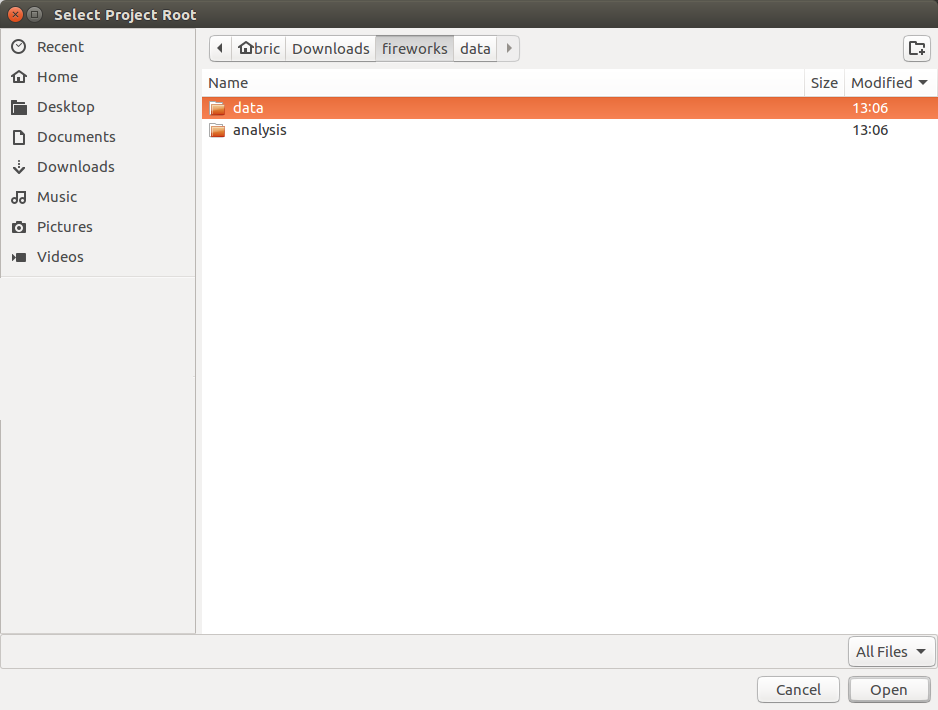 Select Project Root
Recent
Home
Desktop
Documents
Downloads
Music
Pictures
Videos
bric Downloads fireworks data
Name Size Modified
data 13:06
analysis 13:06
All Files
Cancel Open